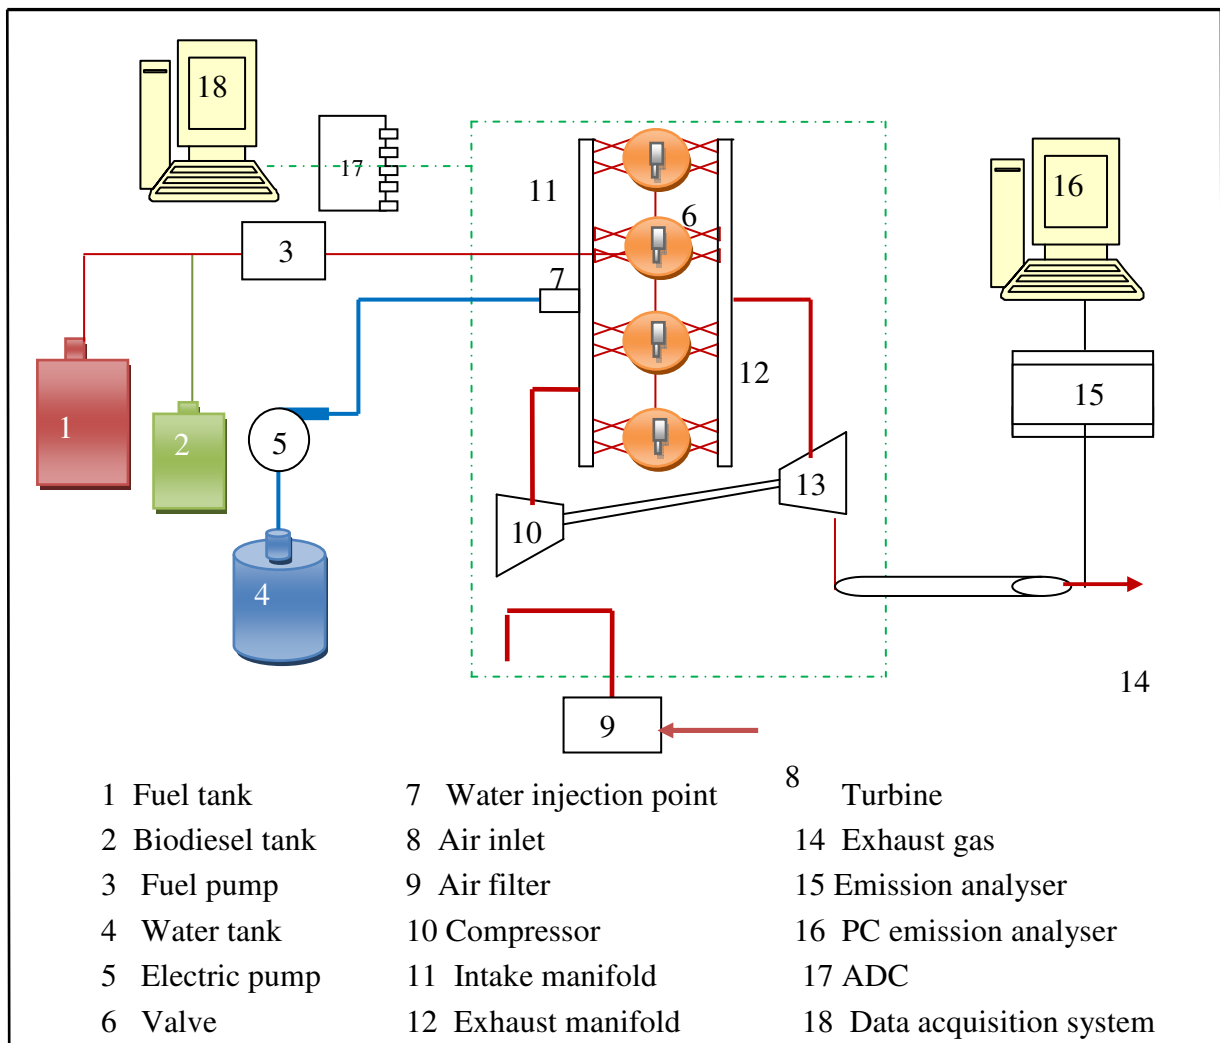 18
17
11
6
16
3
7
12
15
1
2
5
13
10
4
14
9
8
1 Fuel tank
2 Biodiesel tank
3 Fuel pump
4 Water tank
5 Electric pump
6 Valve
7 Water injection point
8 Air inlet
9 Air filter
10 Compressor
11 Intake manifold
12 Exhaust manifold
Turbine
14 Exhaust gas
15 Emission analyser
16 PC emission analyser
17 ADC
18 Data acquisition system